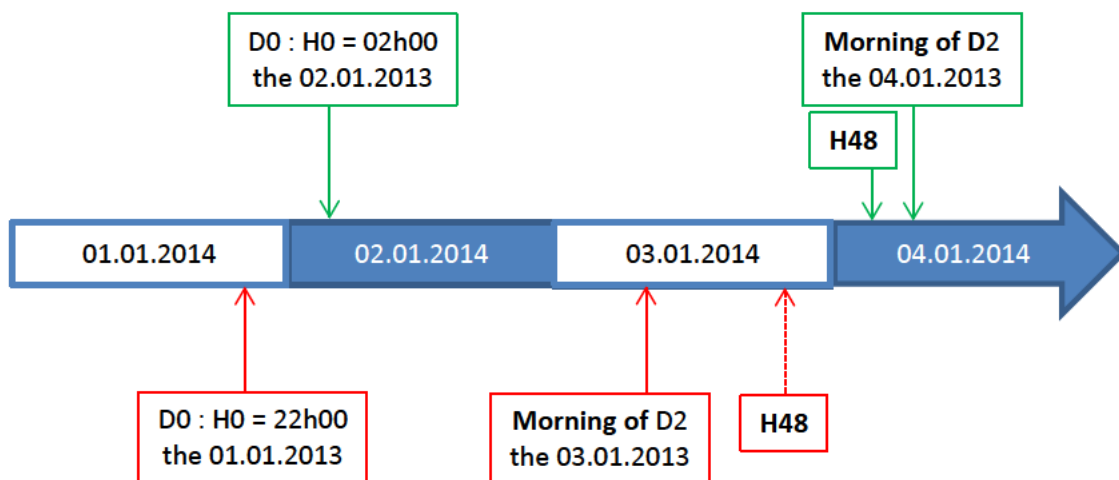 D0 : H0 = 02h00
the 02.01.2013
Morning of D2
the 04.01.2013
H48
01.01.2014
02.01.2014
03.01.2014
04.01.2014
D0 : H0 = 22h00
the 01.01.2013
Morning of D2
the 03.01.2013
H48